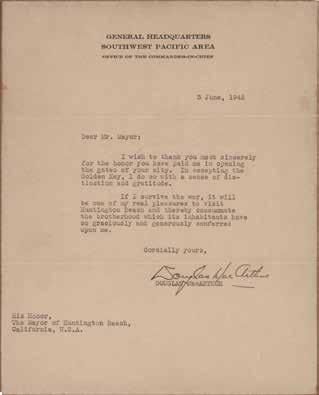 GENERAL HEADQUARTERS
SOUTHWEST PACIFIC AREA
OFFICE OF THE COMMANDER-IN-CHIEF
3 June, 1942
Dear Mr. Mayor:
I wish to thank you most sincerely
for the honor you have paid me in opening
the gates of your city. In accepting the
Golden Key, I do so with a sense of dis-
tinction and gratitude.
If I survive the war, it will
be one of my real pleasures to visit
Huntington Beach and thereby consummate
the brotherhood which its inhabitants have
so graciously and generously conferred
upon me.
Cordially yours,
Douglas MacArthur
DOUGLAS MacARTHUR
His Honor,
The Mayor of Huntington Beach,
California, U.S.A.